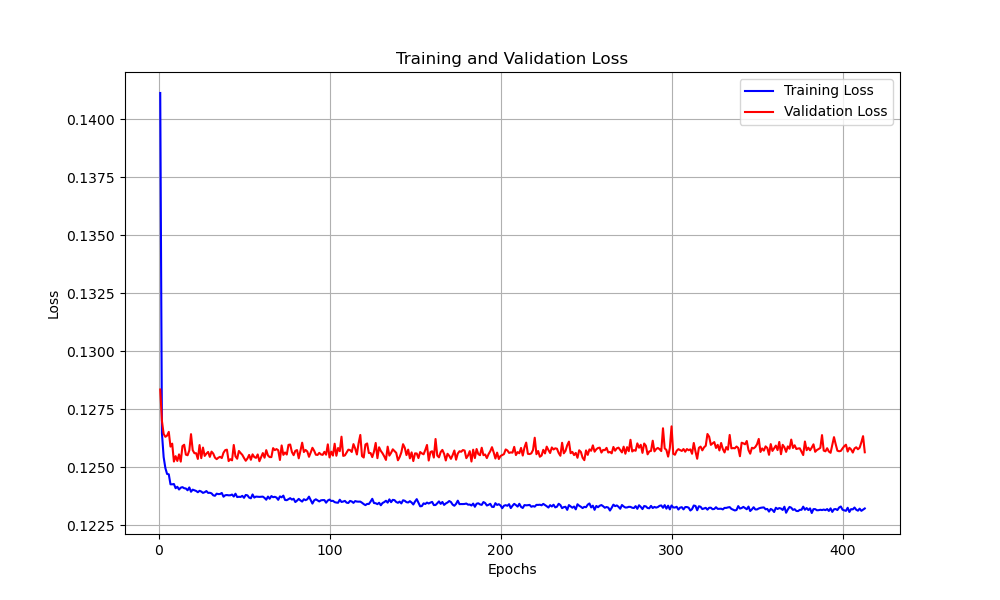 Training and Validation Loss
Training Loss
Validation Loss
0.1400
0.1375
0.1350
0.1325
0.1300
0.1275
0.1250
0.1225
Loss
0 100 200 300 400
Epochs